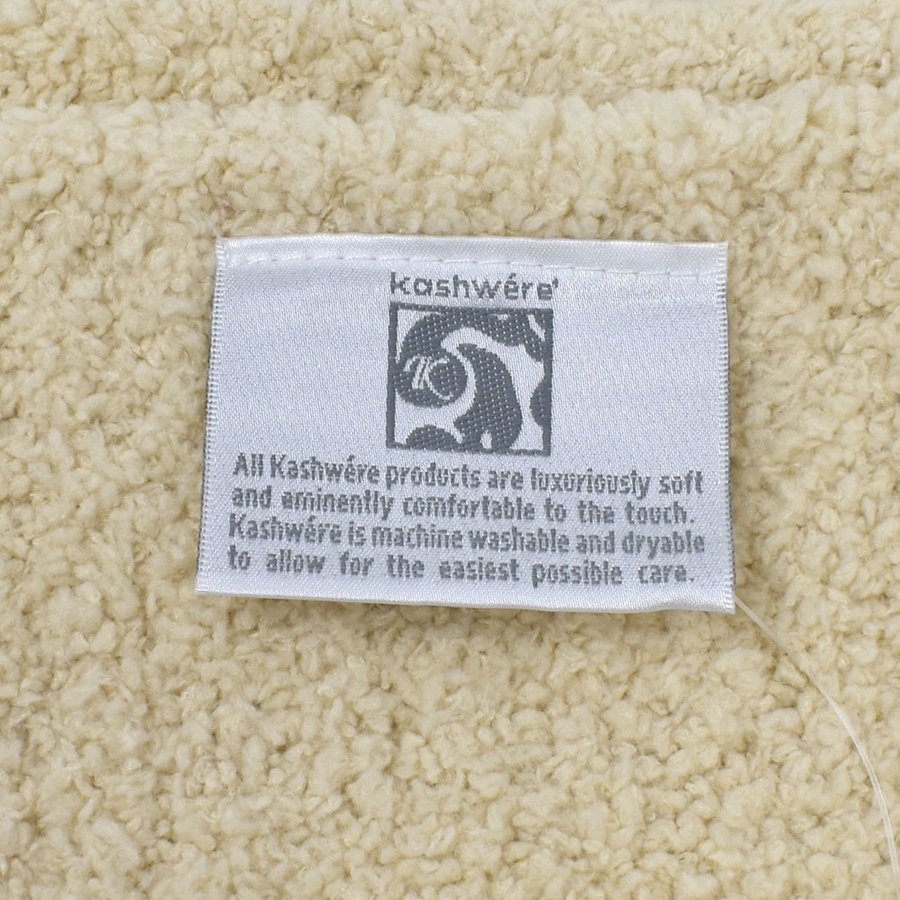 kashwére'
All Kashwére products are luxuriously soft
and eminently comfortable to the touch.
Kashwére is machine washable and dryable
to allow for the easiest possible care.